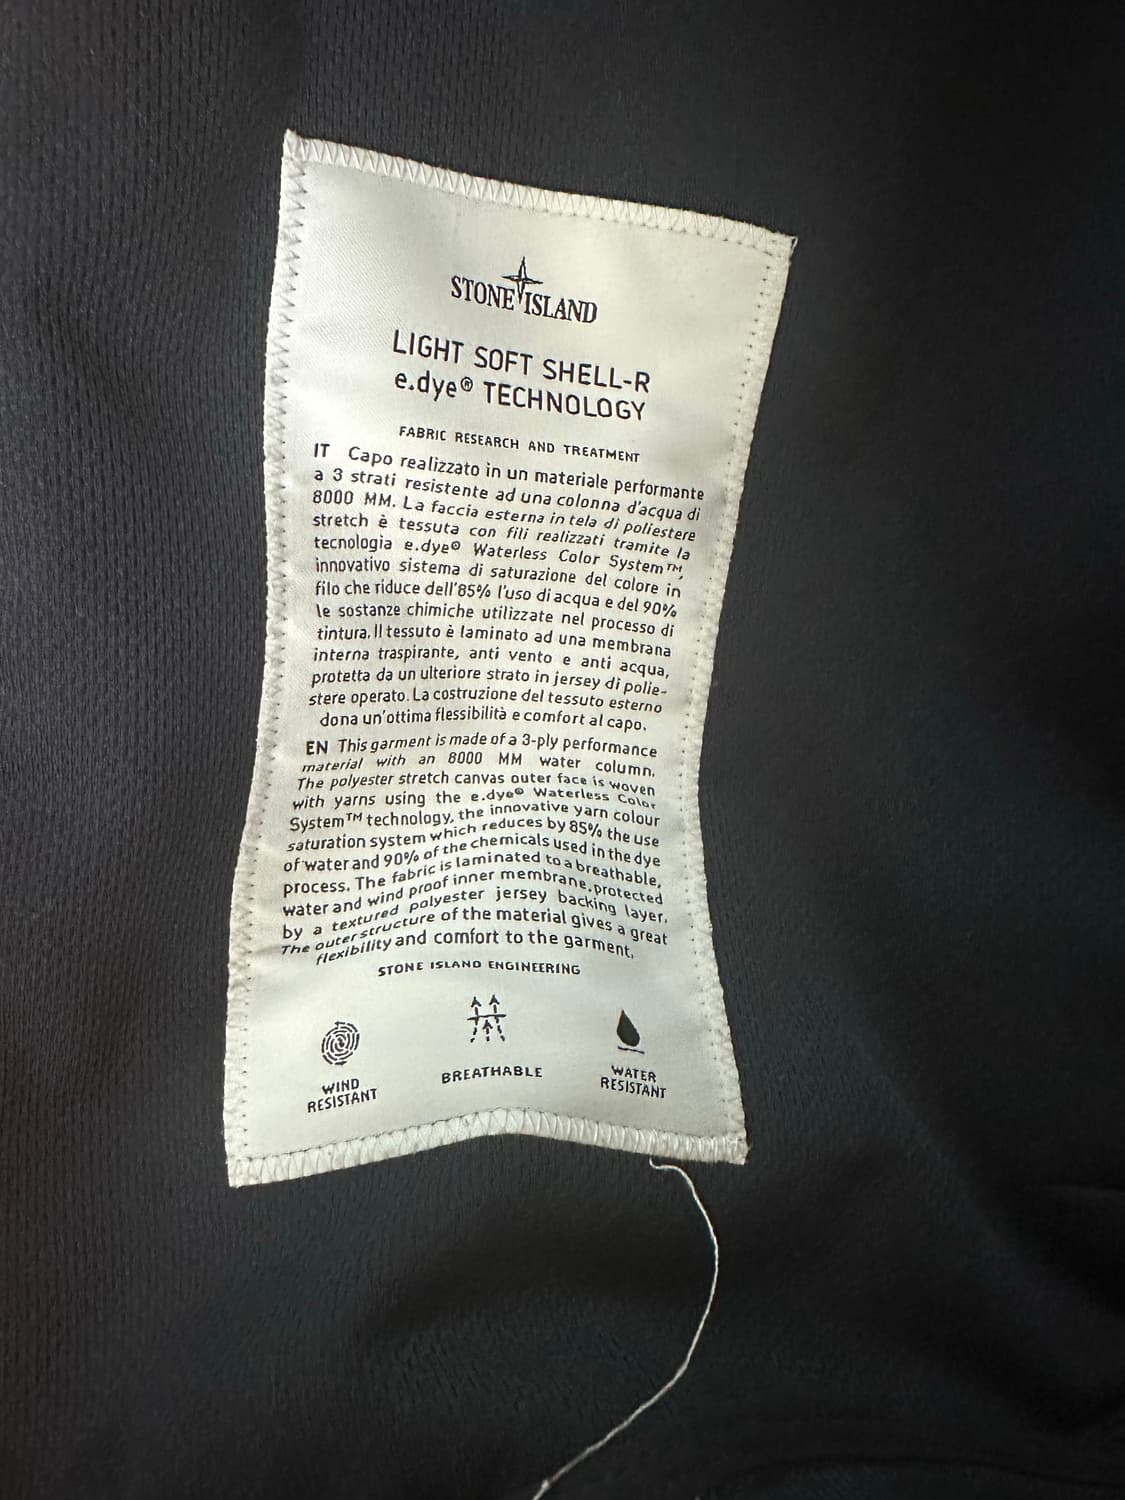 STONE ISLAND
LIGHT SOFT SHELL-R
e.dye® TECHNOLOGY
FABRIC RESEARCH AND TREATMENT
IT Capo realizzato in un materiale performante
a 3 strati resistente ad una colonna d'acqua di
8000 MM. La faccia esterna in tela di poliestere
stretch è tessuta con fili realizzati tramite la
tecnologia e.dye® Waterless Color System™,
innovativo sistema di saturazione del colore in
filo che riduce dell'85% l'uso di acqua e del 90%
le sostanze chimiche utilizzate nel processo di
tintura. Il tessuto è laminato ad una membrana
interna traspirante, anti vento e anti acqua,
protetta da un ulteriore strato in jersey di polie-
stere operato. La costruzione del tessuto esterno
dona un'ottima flessibilità e comfort al capo.
EN This garment is made of a 3-ply performance
material with an 8000 MM water column.
The polyester stretch canvas outer face is woven
with yarns using the e.dye® Waterless Color
System™ technology, the innovative yarn colour
saturation system which reduces by 85% the use
of water and 90% of the chemicals used in the dye
process. The fabric is laminated to a breathable,
water and wind proof inner membrane, protected
by a textured polyester jersey backing layer.
The outer structure of the material gives a great
flexibility and comfort to the garment.
STONE ISLAND ENGINEERING
WIND
RESISTANT
BREATHABLE
WATER
RESISTANT